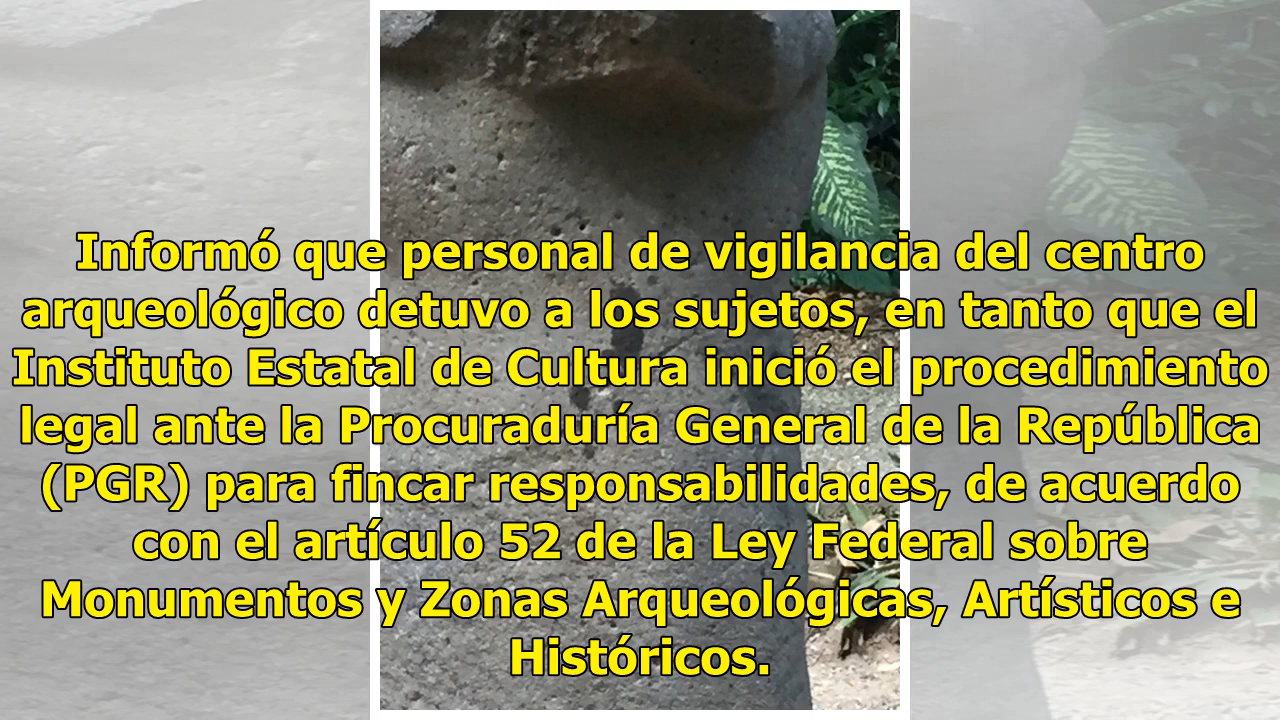 Informó que personal de vigilancia del centro
arqueológico detuvo a los sujetos, en tanto que el
Instituto Estatal de Cultura inició el procedimiento
legal ante la Procuraduría General de la República
(PGR) para fincar responsabilidades, de acuerdo
con el artículo 52 de la Ley Federal sobre
Monumentos y Zonas Arqueológicas, Artísticos e
Históricos.